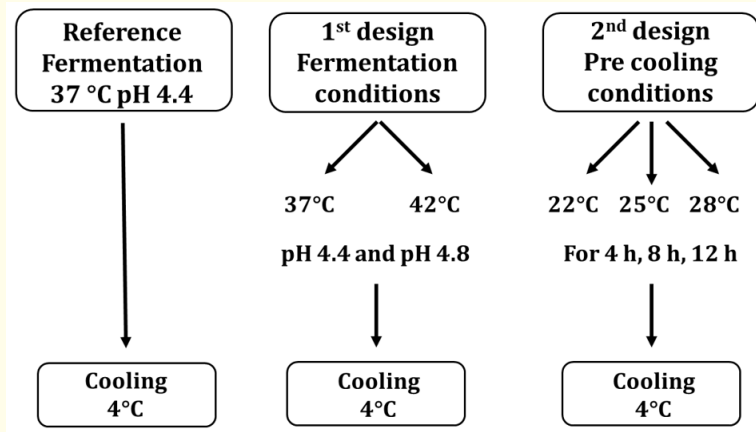 Reference
Fermentation
37 °C pH 4.4
1st design
Fermentation
conditions
2nd design
Pre cooling
conditions
37°C
42°C
22°C
25°C
28°C
pH 4.4 and pH 4.8
For 4 h, 8 h, 12 h
Cooling
4°C
Cooling
4°C
Cooling
4°C